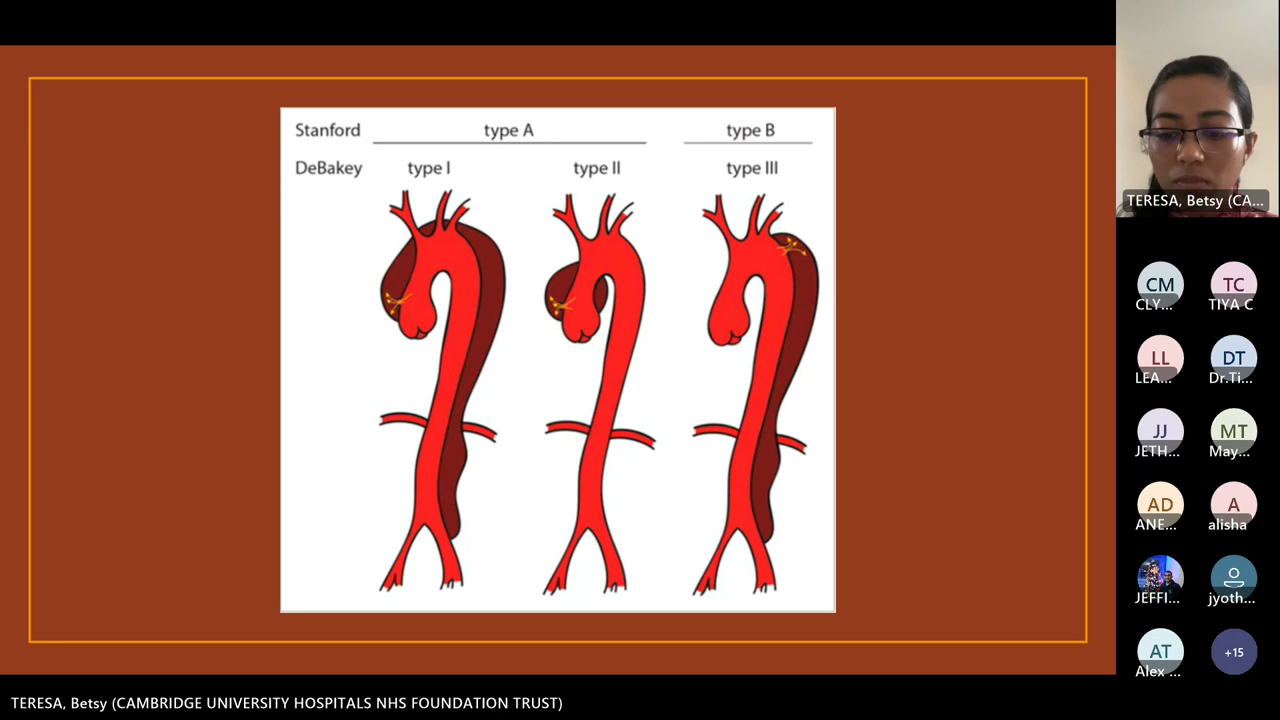 Stanford type A type B
DeBakey type I type II type III
TERESA, Betsy (CA...
CM TC
CLY... TIYA C
LL DT
LEA... Dr.Ti...
JJ MT
JETH... May...
AD A
ANE... alisha
JEFFI... jyoth...
AT +15
Alex ...
TERESA, Betsy (CAMBRIDGE UNIVERSITY HOSPITALS NHS FOUNDATION TRUST)